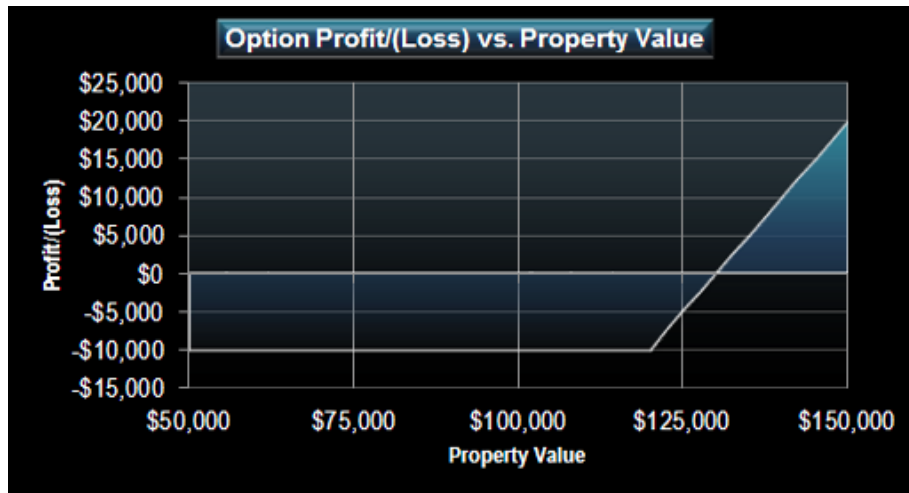 Option Profit/(Loss) vs. Property Value
$25,000
$20,000
$15,000
$10,000
$5,000
$0
-$5,000
-$10,000
-$15,000
Profit/(Loss)
$50,000 $75,000 $100,000 $125,000 $150,000
Property Value